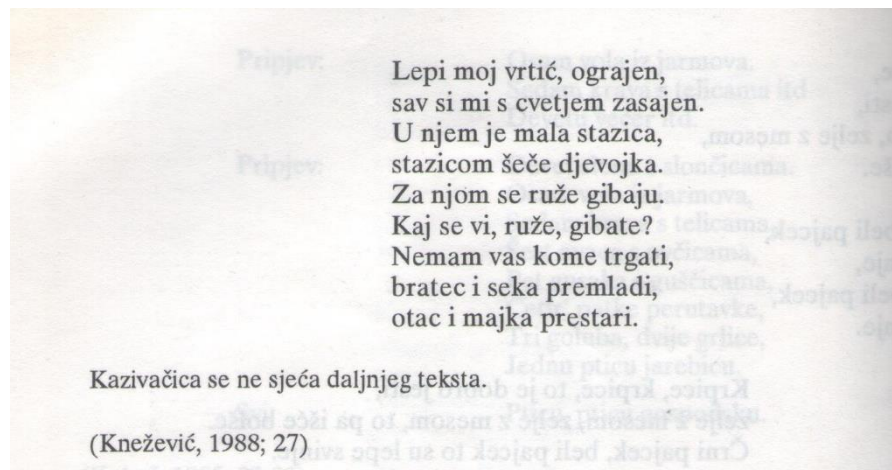 Lepi moj vrtić, ograjen,
sav si mi s cvetjem zasajen.
U njem je mala stazica,
stazicom šeče djevojka.
Za njom se ruže gibaju.
Kaj se vi, ruže, gibate?
Nemam vas kome trgati,
bratec i seka premladi,
otac i majka prestari.
Kazivačica se ne sjeća daljnjeg teksta.
(Knežević, 1988; 27)